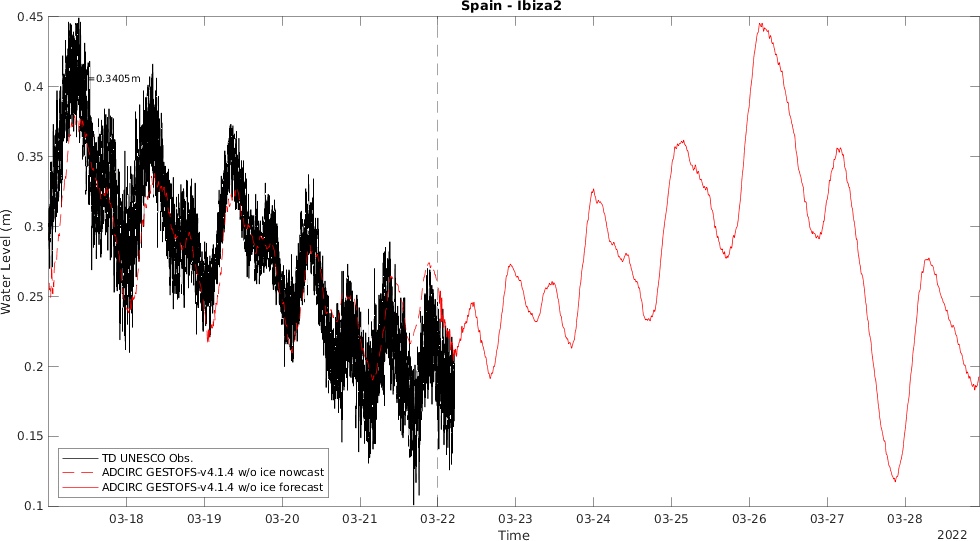 Spain - Ibiza2
0.45
0.4
0.35
0.3
0.25
0.2
0.15
0.1
Water Level (m)
=0.3405m
TD UNESCO Obs.
ADCIRC GESTOFS-v4.1.4 w/o ice nowcast
ADCIRC GESTOFS-v4.1.4 w/o ice forecast
03-18
03-19
03-20
03-21
03-22
03-23
03-24
03-25
03-26
03-27
03-28
Time
2022